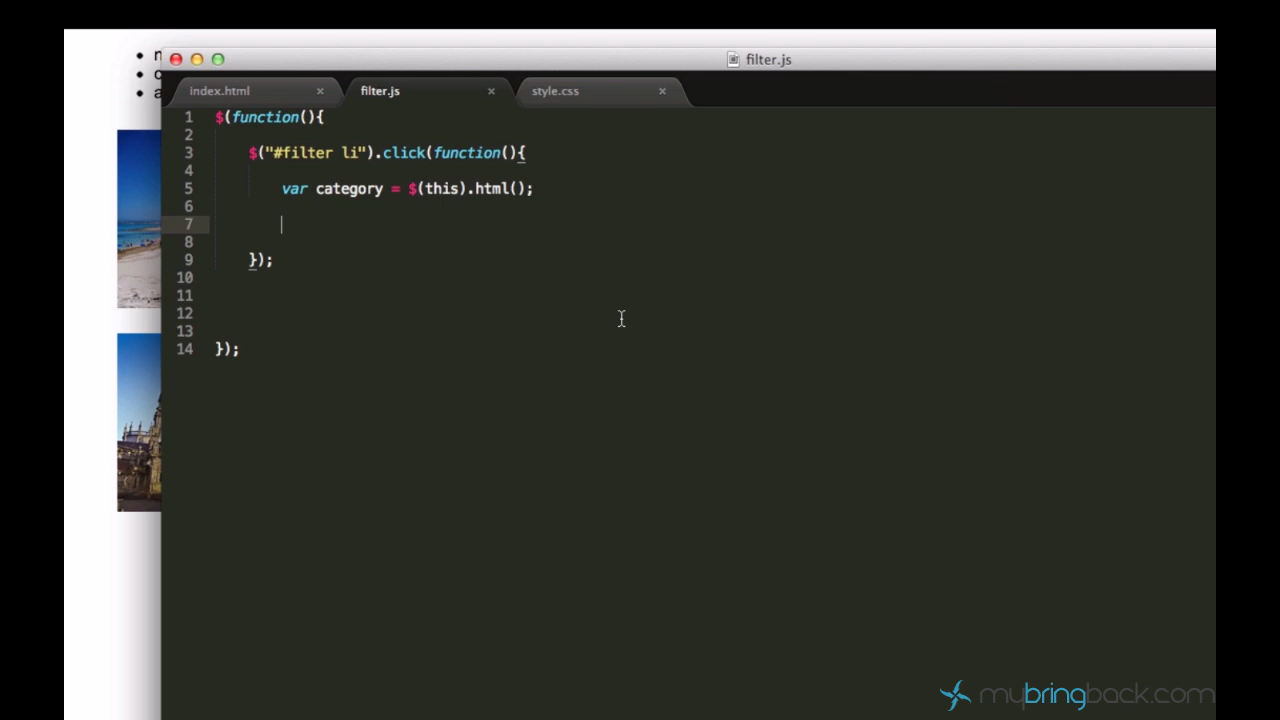 filter.js
index.html × filter.js × style.css ×
1 $(function(){
2
3 $("#filter li").click(function(){
4
5 var category = $(this).html();
6
7
8
9 });
10
11
12
13
14 });
mybringback.com